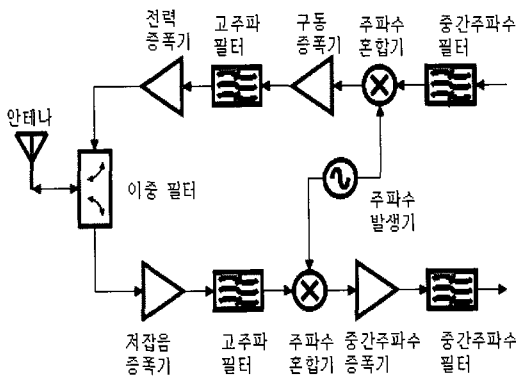 전력
증폭기
고주파
필터
구동
증폭기
주파수
혼합기
중간주파수
필터
안테나
이중 필터
주파수
발생기
저잡음
증폭기
고주파
필터
주파수
혼합기
중간주파수
증폭기
중간주파수
필터